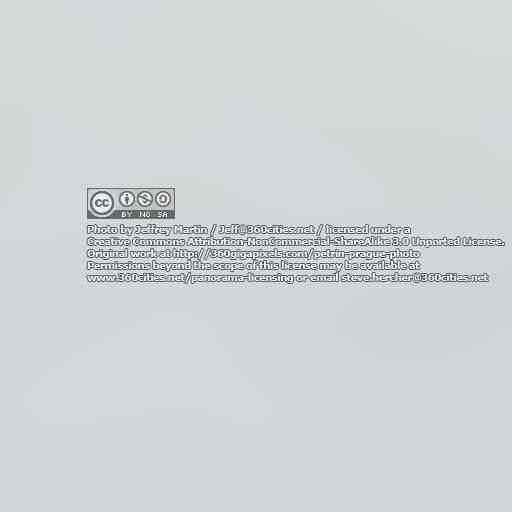 cc
BY NC SA
Photo by Jeffrey Martin / Jeff@360cities.net / licensed under a
Creative Commons Attribution-NonCommercial-ShareAlike 3.0 Unported License.
Original work at http://360gigapixels.com/petrin-prague-photo
Permissions beyond the scope of this license may be available at
www.360cities.net/panorama-licensing or email steve.hercher@360cities.net